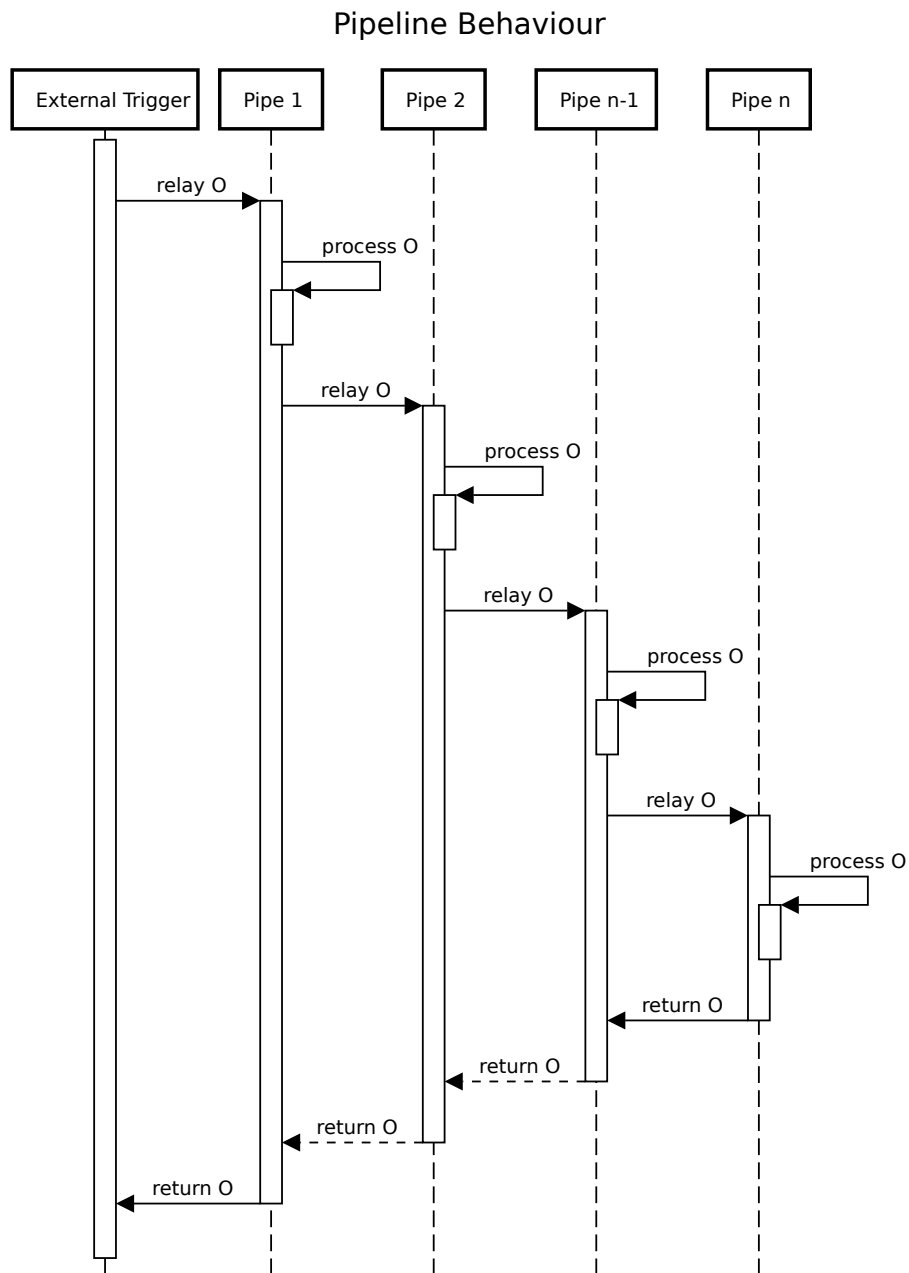 Pipeline Behaviour
External Trigger
Pipe 1
Pipe 2
Pipe n-1
Pipe n
relay O
process O
relay O
process O
relay O
process O
relay O
process O
return O
return O
return O
return O